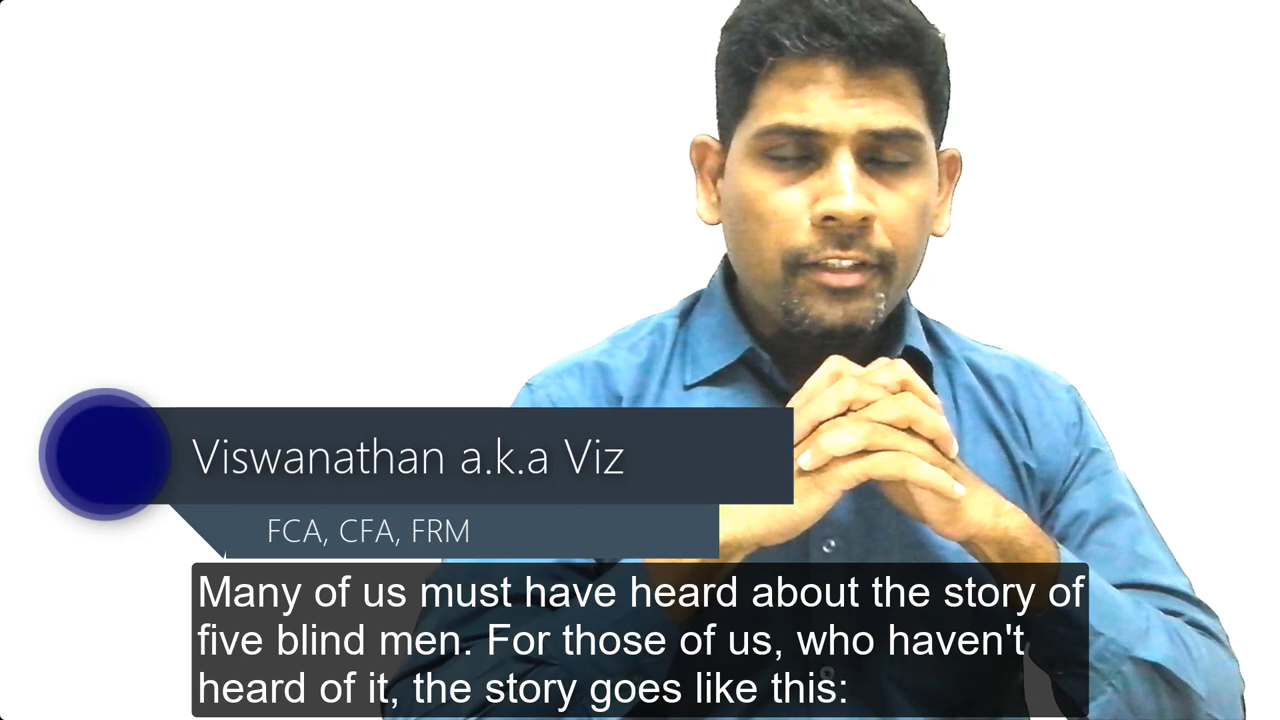 Viswanathan a.k.a Viz
FCA, CFA, FRM
Many of us must have heard about the story of
five blind men. For those of us, who haven't
heard of it, the story goes like this: